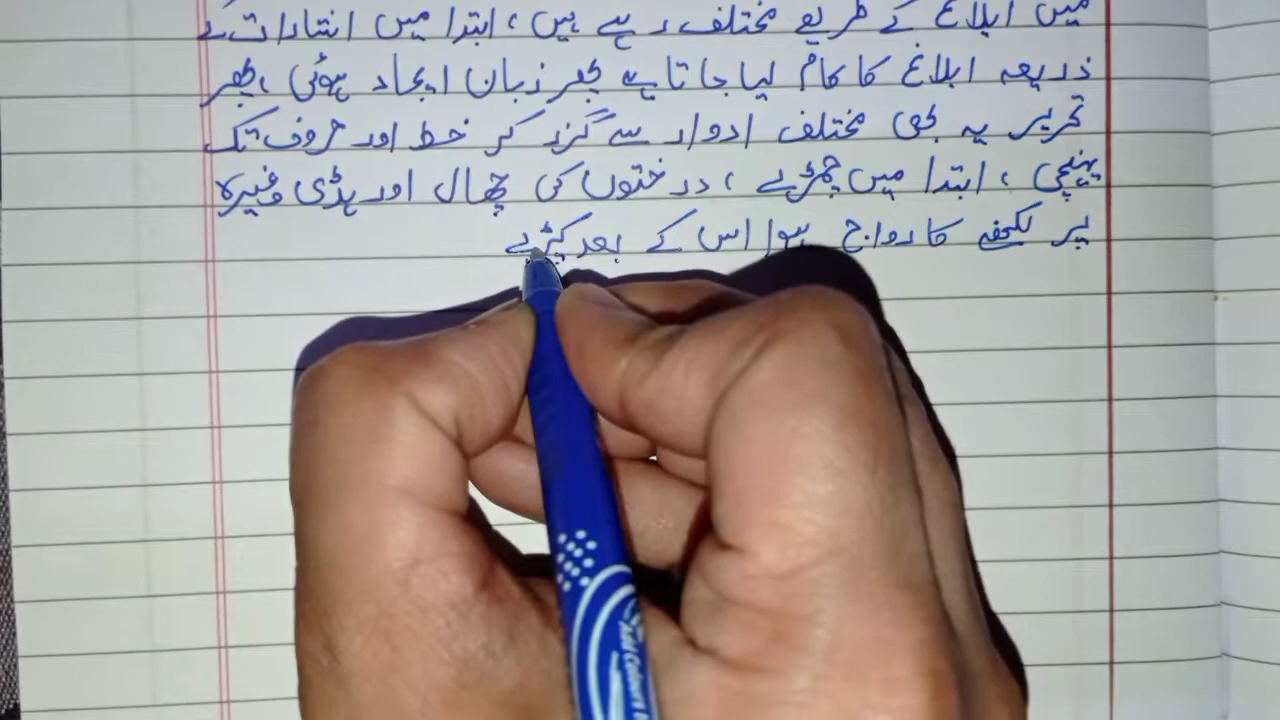 میں ابلاغ کے طریقے مختلف رہے ہیں، ابتدا میں اشارات کے
ذریعہ ابلاغ کا کام لیا جاتا ہے پھر زبان ایجاد ہوئی، پھر
تحریر یہ بھی مختلف ادوار سے گزر کر خط اور حروف تک
پہنچی، ابتدا میں چمڑے، درختوں کی چھال اور ہڈی وغیرہ
پر لکھنے کا رواج ہوا اس کے بعد کپڑے